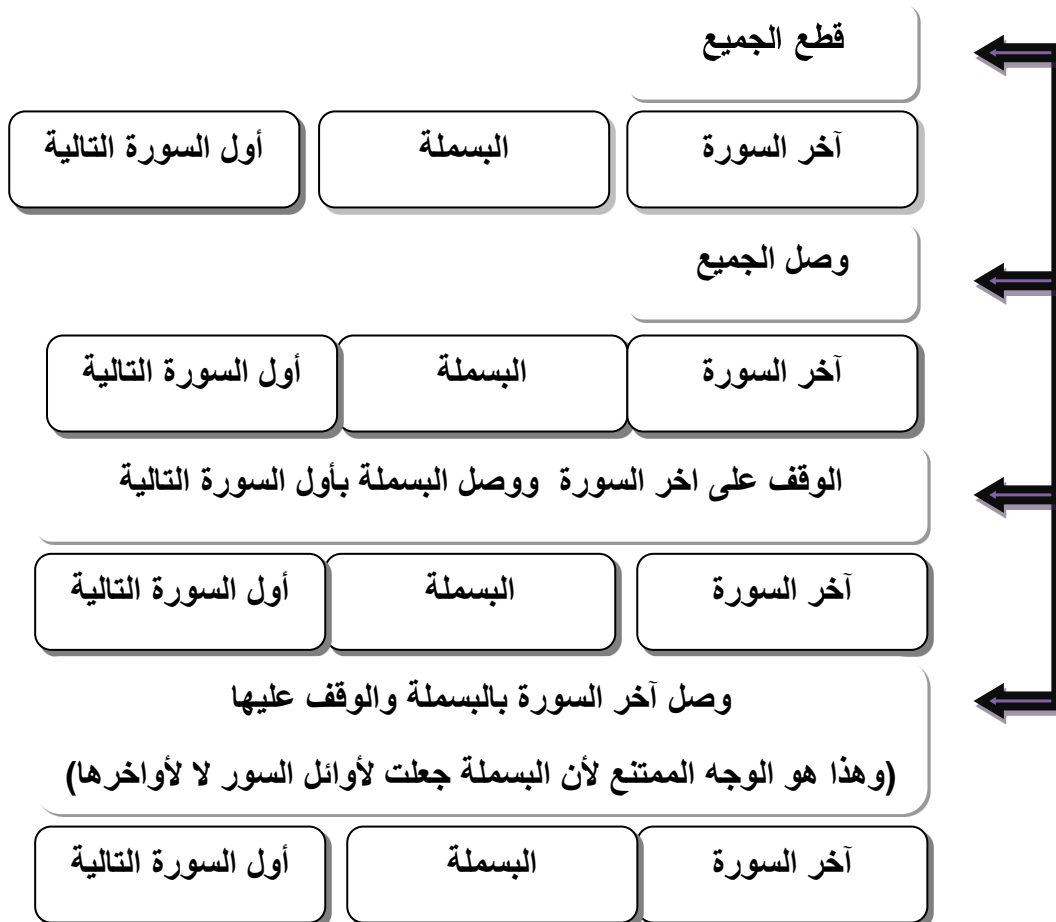 قطع الجميع
آخر السورة البسملة أول السورة التالية
وصل الجميع
آخر السورة البسملة أول السورة التالية
الوقف على اخر السورة ووصل البسملة بأول السورة التالية
آخر السورة البسملة أول السورة التالية
وصل آخر السورة بالبسملة والوقف عليها
(وهذا هو الوجه الممتنع لأن البسملة جعلت لأوائل السور لا لأواخرها)
آخر السورة البسملة أول السورة التالية